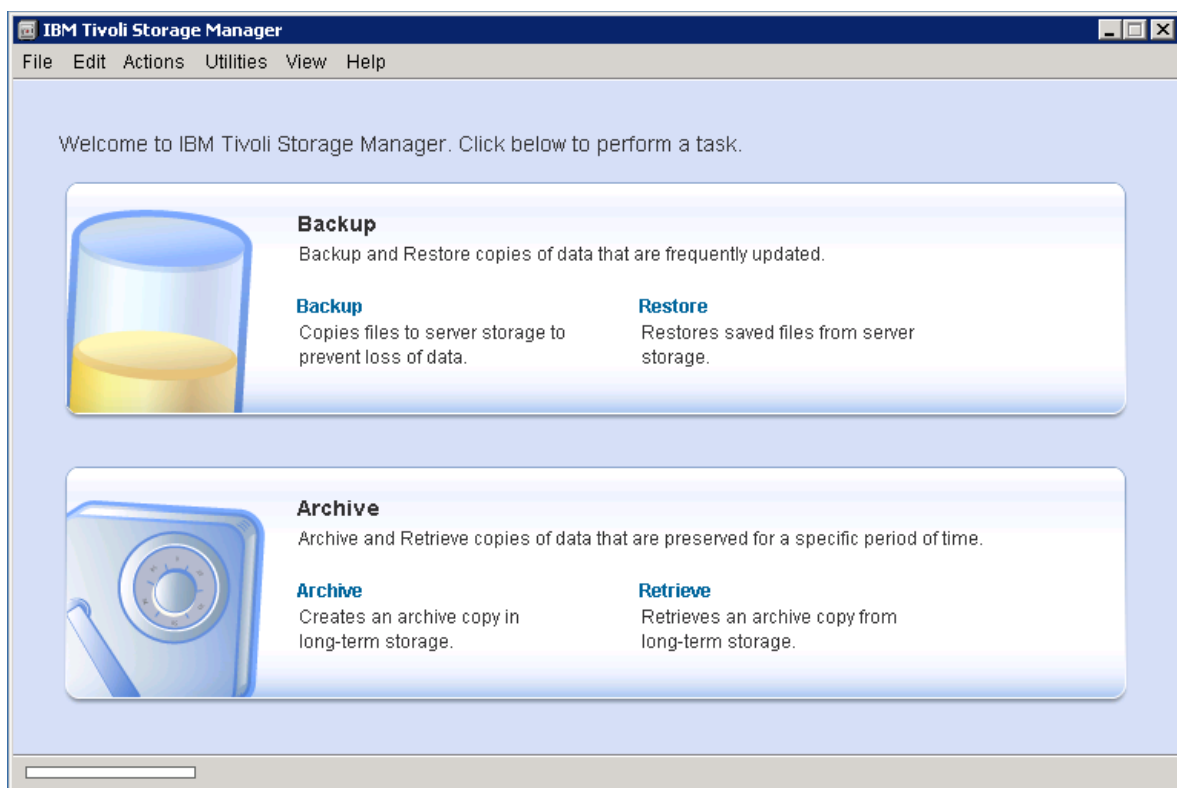 IBM Tivoli Storage Manager
File Edit Actions Utilities View Help
Welcome to IBM Tivoli Storage Manager. Click below to perform a task.
Backup
Backup and Restore copies of data that are frequently updated.
Backup
Copies files to server storage to
prevent loss of data.
Restore
Restores saved files from server
storage.
Archive
Archive and Retrieve copies of data that are preserved for a specific period of time.
Archive
Creates an archive copy in
long-term storage.
Retrieve
Retrieves an archive copy from
long-term storage.